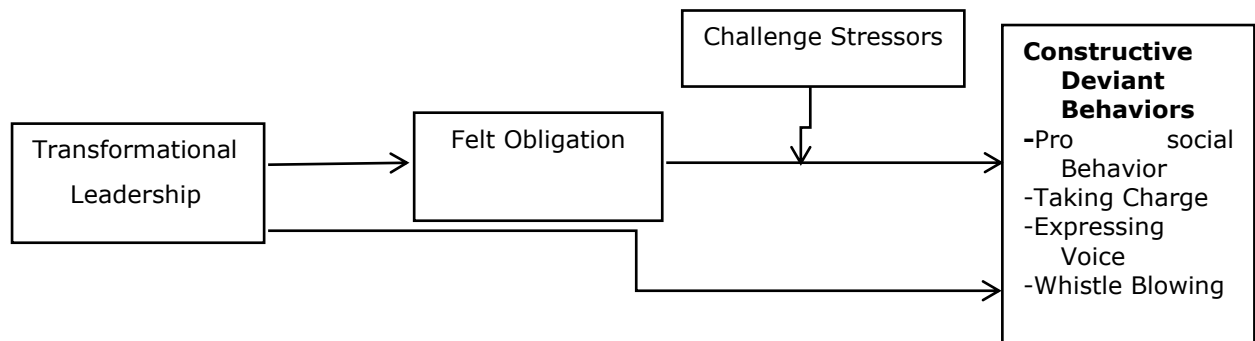 Challenge Stressors
Transformational
Leadership
Felt Obligation
Constructive
Deviant
Behaviors
-Pro social
Behavior
-Taking Charge
-Expressing
Voice
-Whistle Blowing